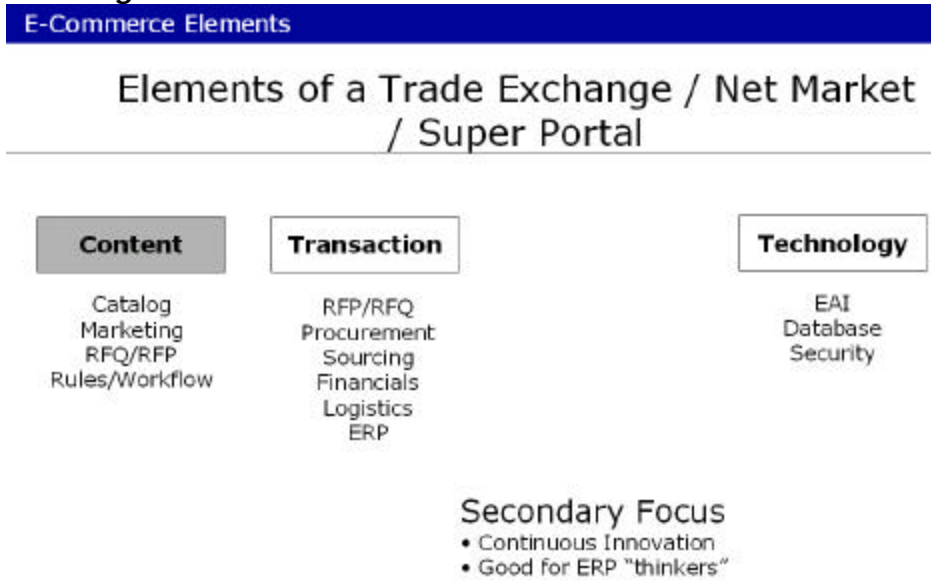 E-Commerce Elements
Elements of a Trade Exchange / Net Market
/ Super Portal
Content
Catalog
Marketing
RFQ/RFP
Rules/Workflow
Transaction
RFP/RFQ
Procurement
Sourcing
Financials
Logistics
ERP
Technology
EAI
Database
Security
Secondary Focus
• Continuous Innovation
• Good for ERP "thinkers"